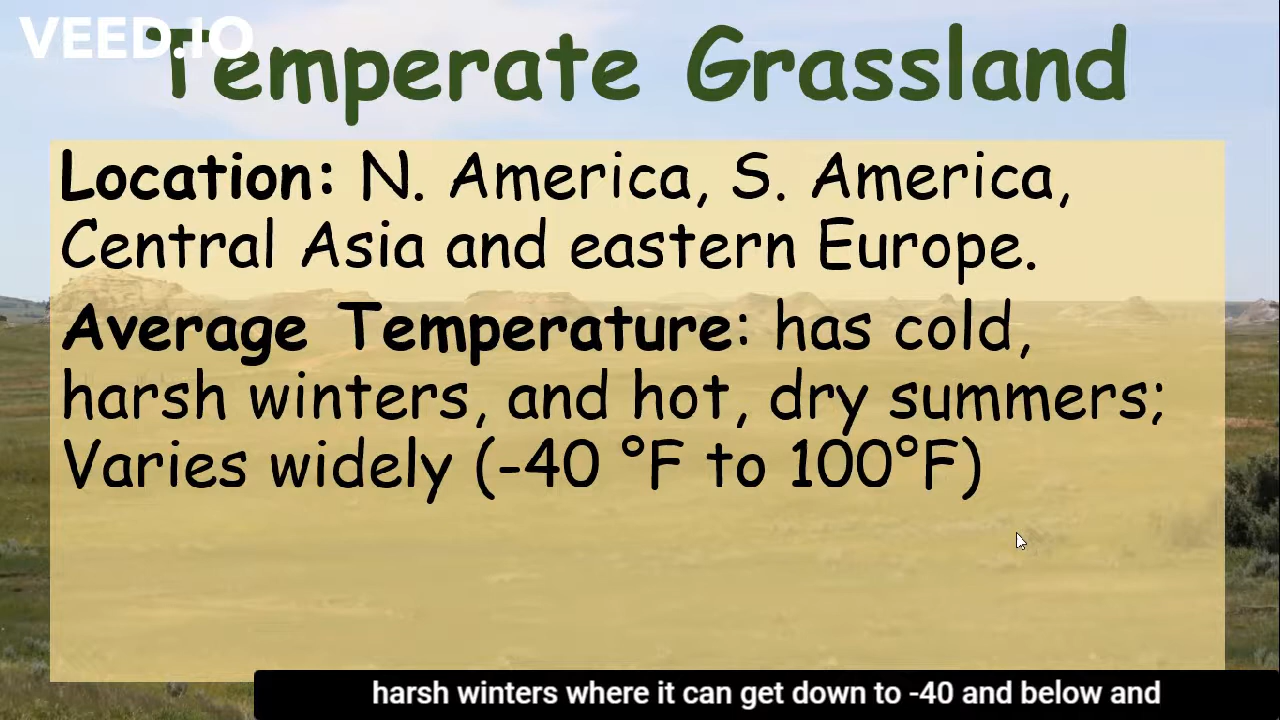 VEED.IO
Temperate Grassland
Location: N. America, S. America,
Central Asia and eastern Europe.
Average Temperature: has cold,
harsh winters, and hot, dry summers;
Varies widely (-40 °F to 100°F)
harsh winters where it can get down to -40 and below and